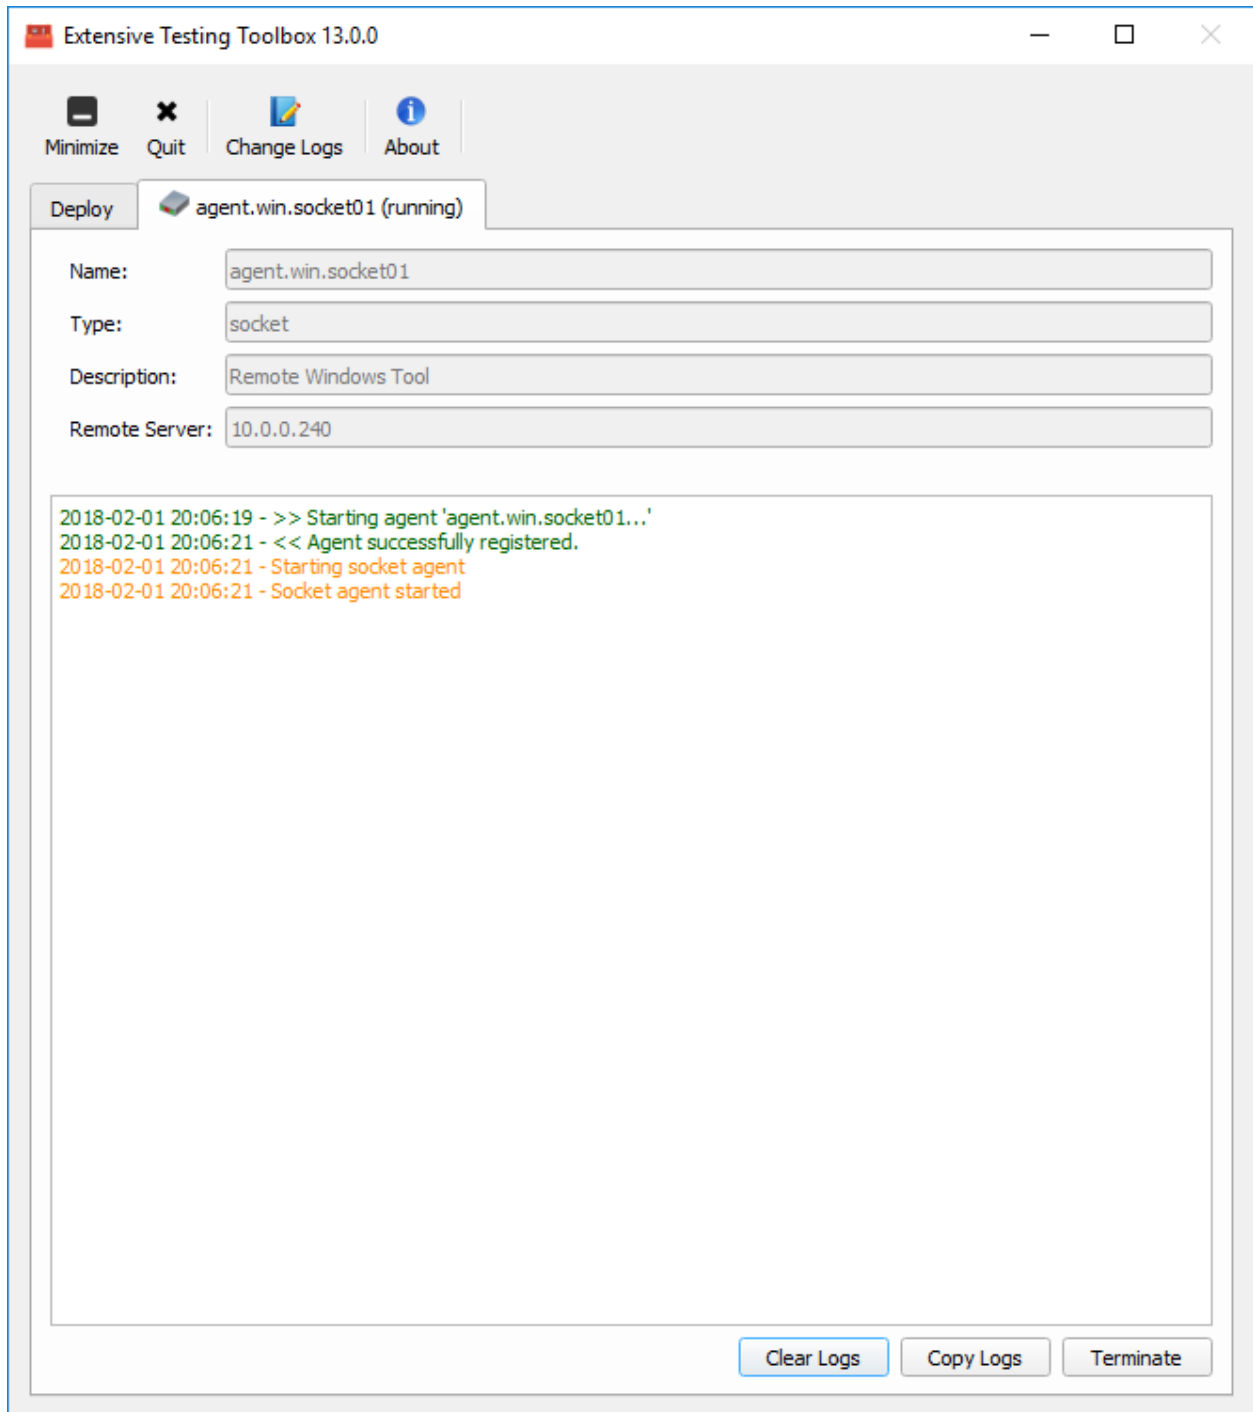 Extensive Testing Toolbox 13.0.0
Minimize Quit Change Logs About
Deploy agent.win.socket01 (running)
Name: agent.win.socket01
Type: socket
Description: Remote Windows Tool
Remote Server: 10.0.0.240
2018-02-01 20:06:19 - >> Starting agent 'agent.win.socket01...'
2018-02-01 20:06:21 - << Agent successfully registered.
2018-02-01 20:06:21 - Starting socket agent
2018-02-01 20:06:21 - Socket agent started
Clear Logs Copy Logs Terminate